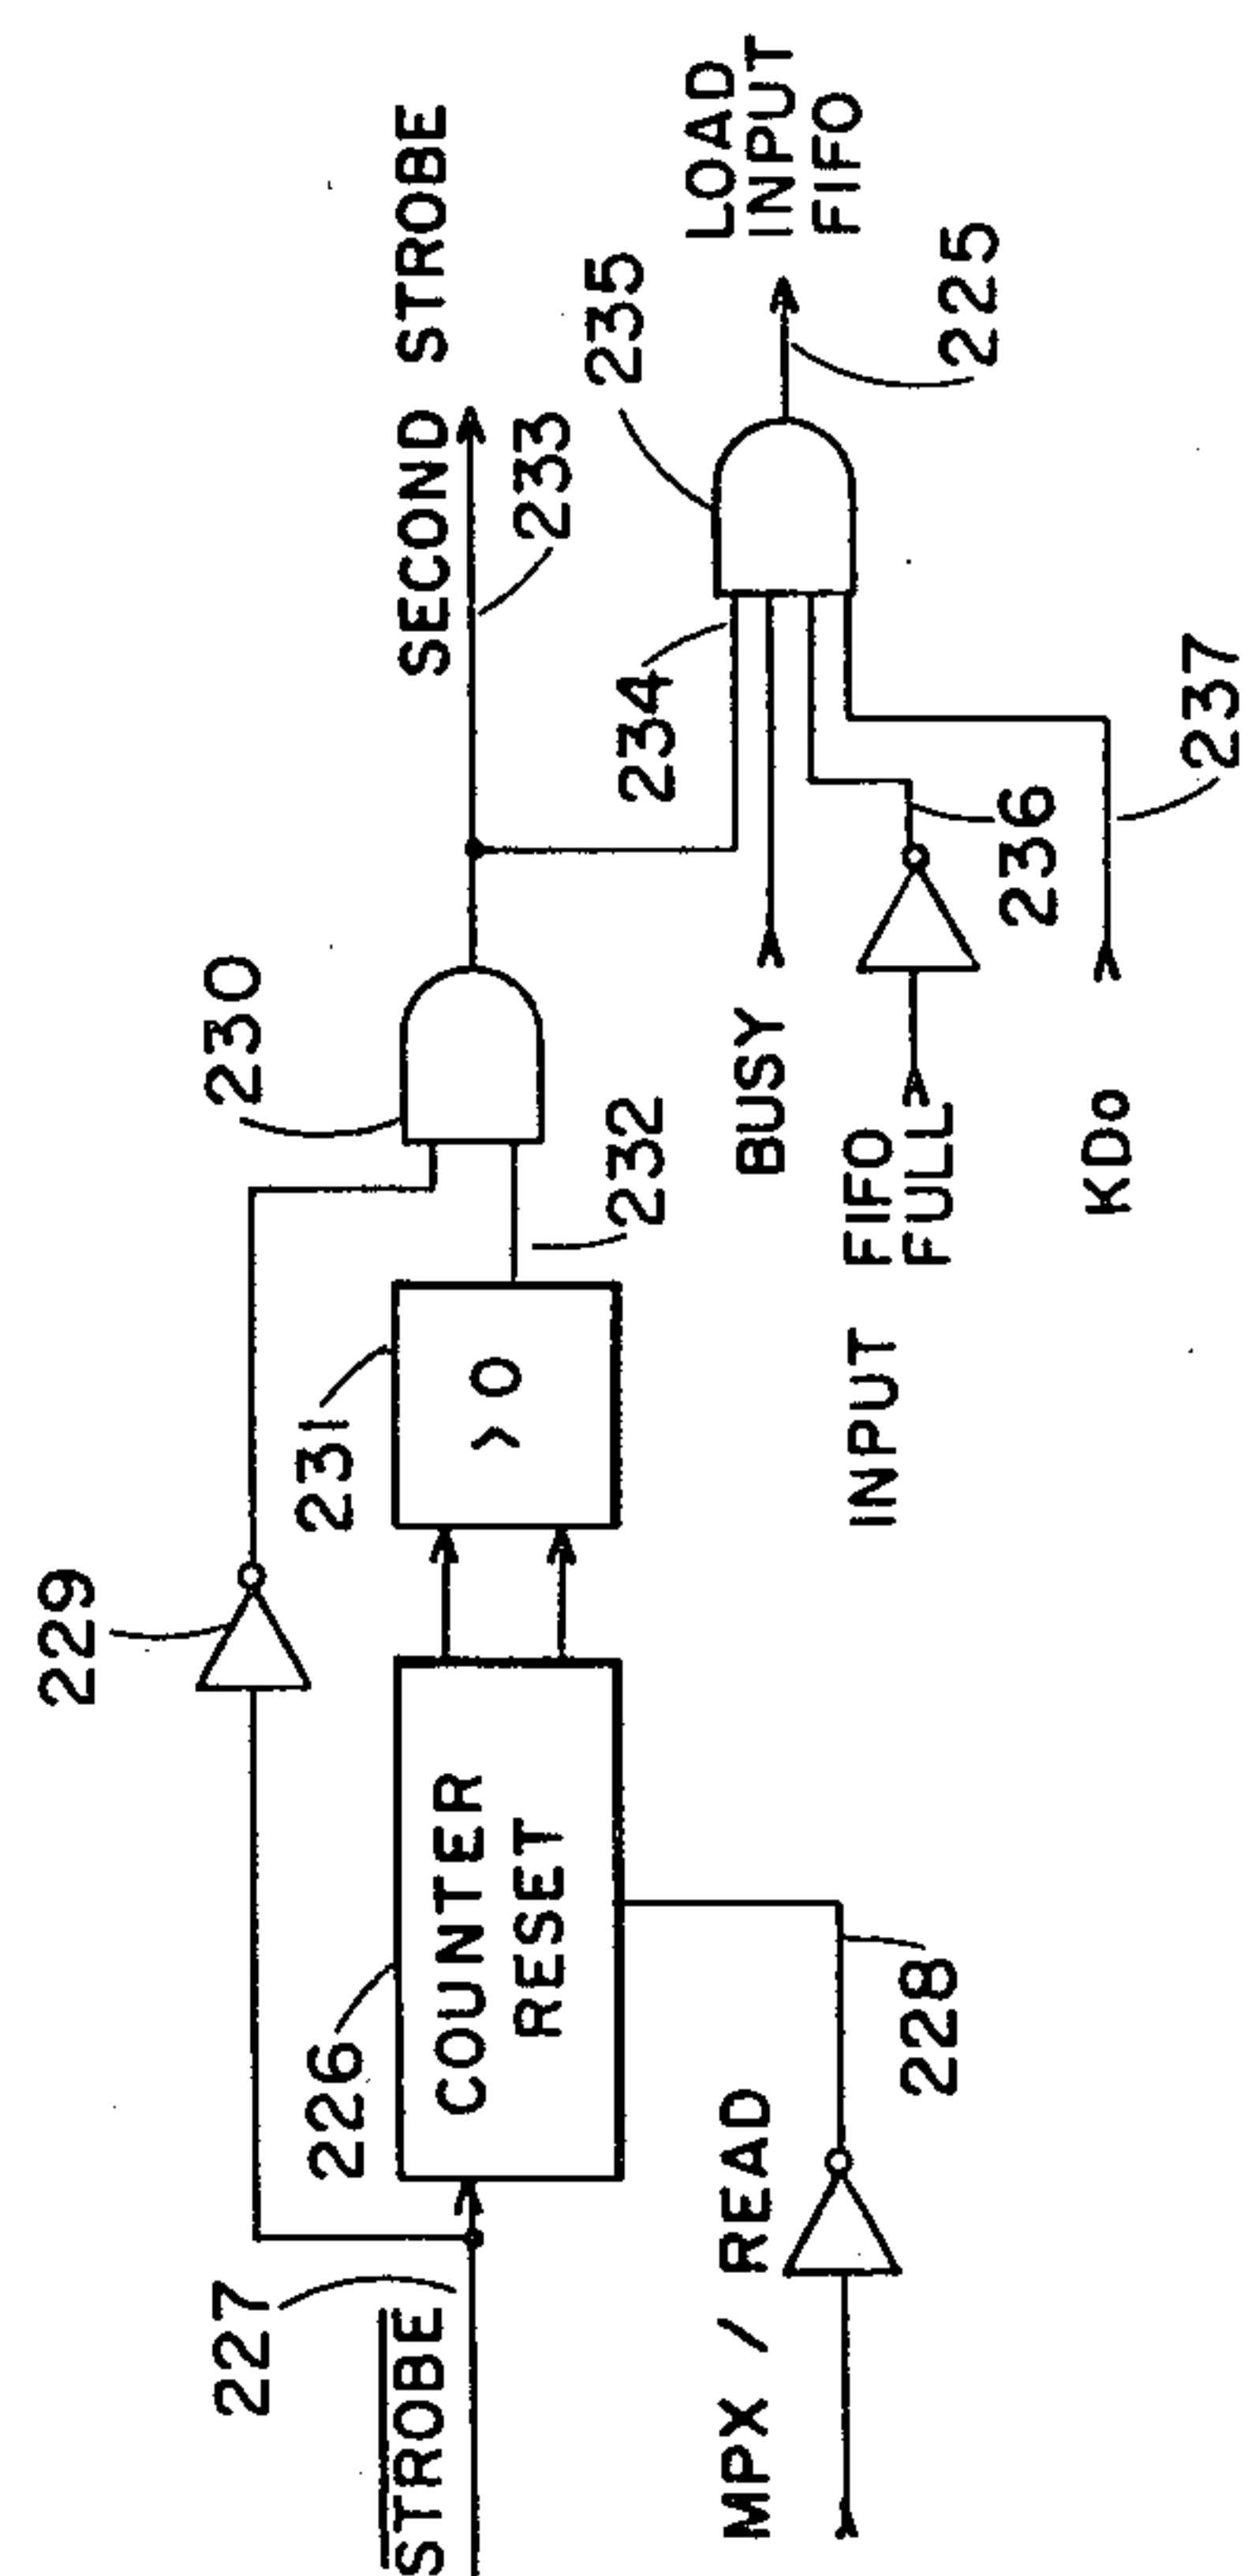 STROBE
227
MPX / READ
228
226
COUNTER
RESET
229
231
> 0
232
230
SECOND STROBE
233
234
BUSY
INPUT FIFO
FULL
236
KDo
237
235
225
LOAD
INPUT
FIFO